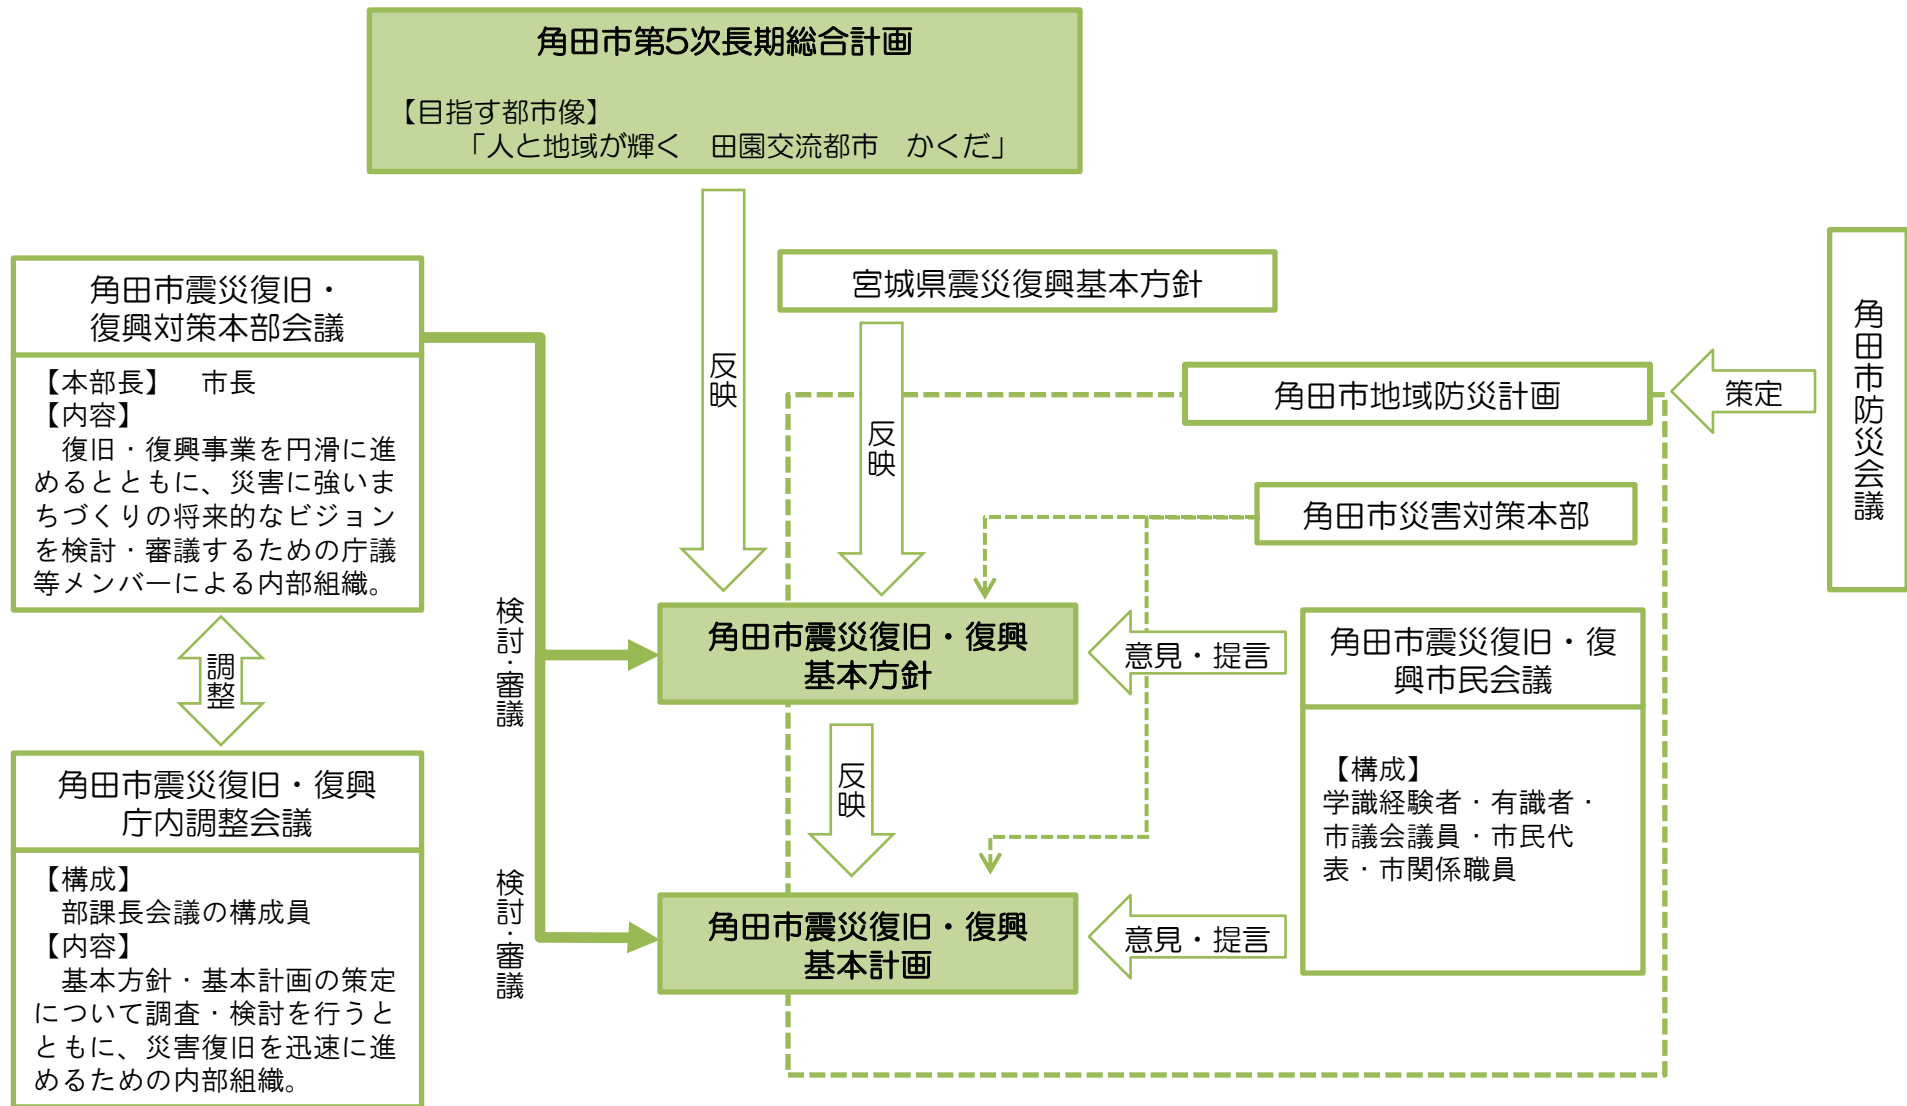 角田市第5次長期総合計画
【目指す都市像】
「人と地域が輝く　田園交流都市　かくだ」
反映
宮城県震災復興基本方針
反映
角田市地域防災計画
策定
角田市防災会議
角田市災害対策本部
角田市震災復旧・
復興対策本部会議
【本部長】　市長
【内容】
　復旧・復興事業を円滑に進
めるとともに、災害に強いま
ちづくりの将来的なビジョン
を検討・審議するための庁議
等メンバーによる内部組織。
調整
角田市震災復旧・復興
庁内調整会議
【構成】
　部課長会議の構成員
【内容】
　基本方針・基本計画の策定
について調査・検討を行うと
ともに、災害復旧を迅速に進
めるための内部組織。
検討・審議
検討・審議
角田市震災復旧・復興
基本方針
反映
角田市震災復旧・復興
基本計画
意見・提言
意見・提言
角田市震災復旧・復
興市民会議
【構成】
学識経験者・有識者・
市議会議員・市民代
表・市関係職員